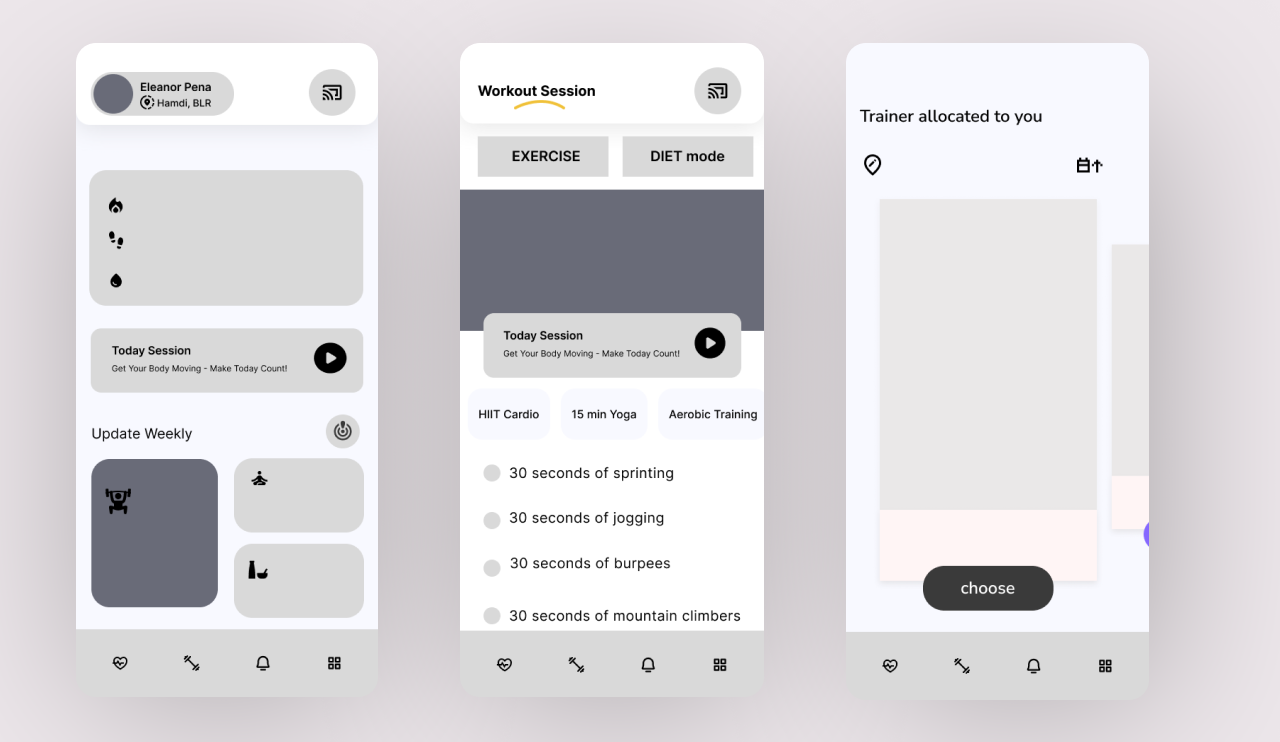 Eleanor Pena
Hamdi, BLR
Today Session
Get Your Body Moving - Make Today Count!
Update Weekly
Workout Session
EXERCISE
DIET mode
Today Session
Get Your Body Moving - Make Today Count!
HIIT Cardio
15 min Yoga
Aerobic Training
30 seconds of sprinting
30 seconds of jogging
30 seconds of burpees
30 seconds of mountain climbers
Trainer allocated to you
choose